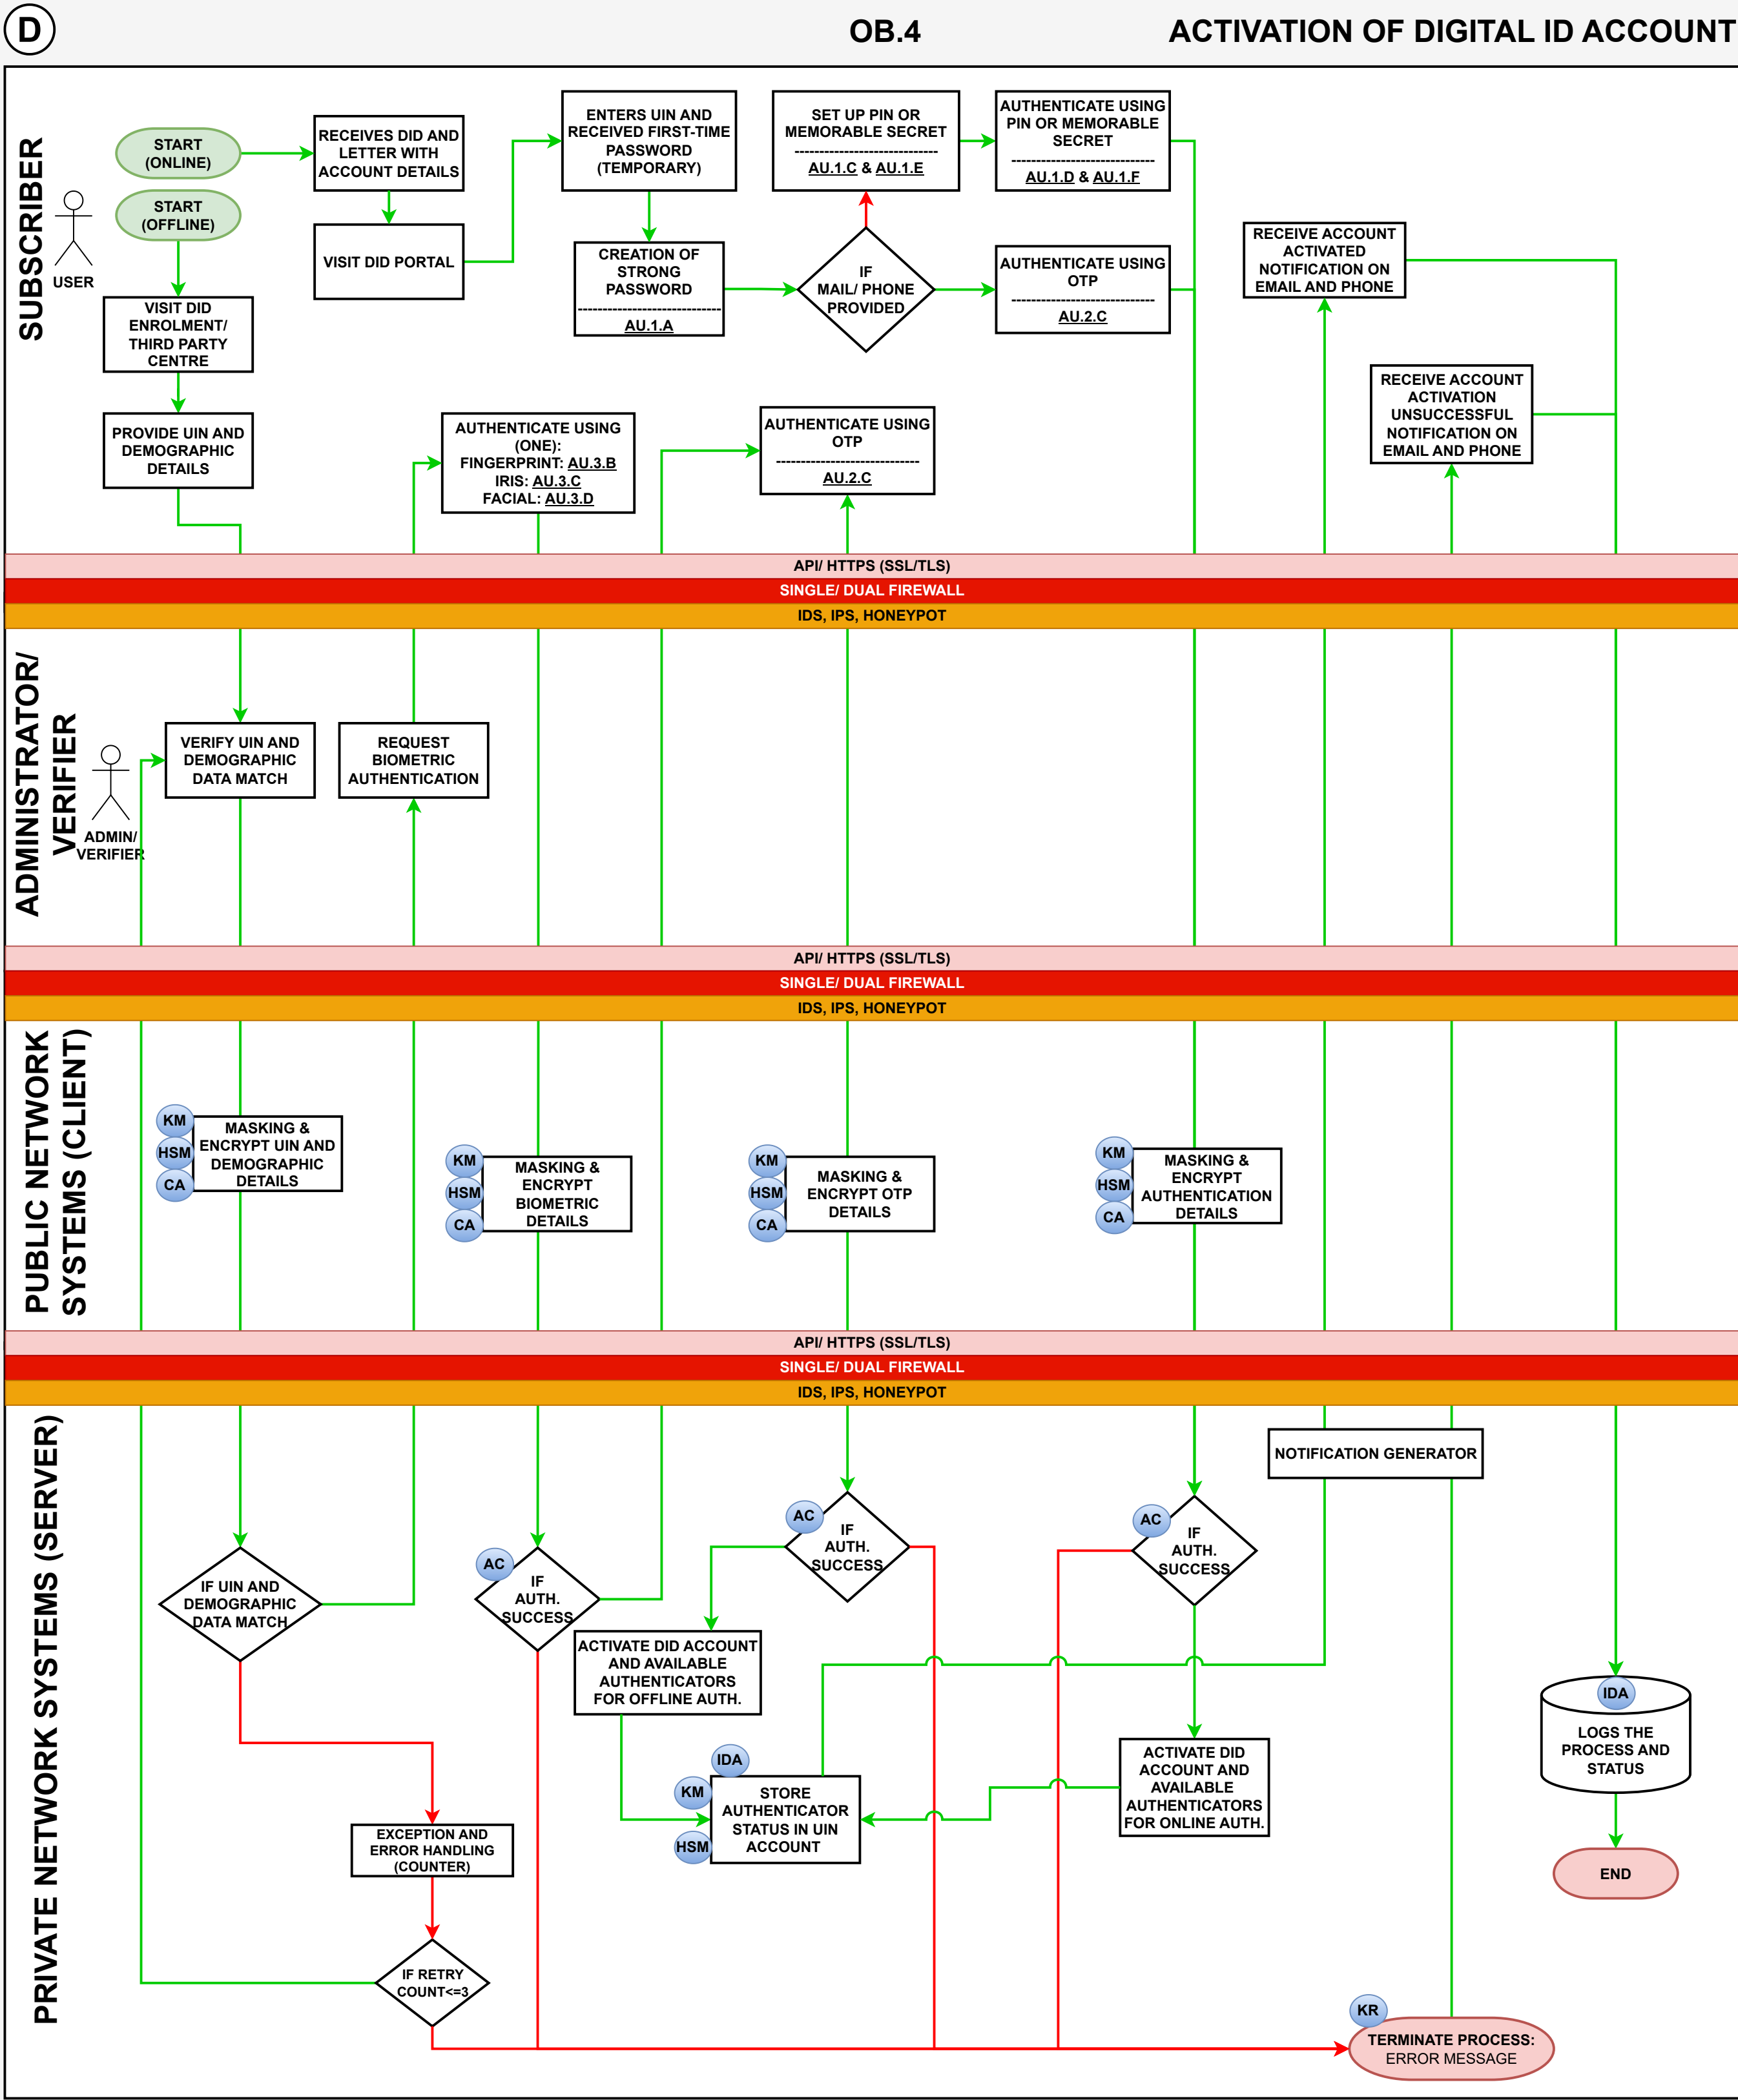 D
OB.4
ACTIVATION OF DIGITAL ID ACCOUNT
SUBSCRIBER
USER
START
(ONLINE)
START
(OFFLINE)
RECEIVES DID AND
LETTER WITH
ACCOUNT DETAILS
VISIT DID PORTAL
ENTERS UIN AND
RECEIVED FIRST-TIME
PASSWORD
(TEMPORARY)
CREATION OF
STRONG
PASSWORD
-----------------------------
AU.1.A
SET UP PIN OR
MEMORABLE SECRET
-----------------------------
AU.1.C & AU.1.E
IF
MAIL/ PHONE
PROVIDED
AUTHENTICATE USING
PIN OR MEMORABLE
SECRET
-----------------------------
AU.1.D & AU.1.F
AUTHENTICATE USING
OTP
-----------------------------
AU.2.C
RECEIVE ACCOUNT
ACTIVATED
NOTIFICATION ON
EMAIL AND PHONE
RECEIVE ACCOUNT
ACTIVATION
UNSUCCESSFUL
NOTIFICATION ON
EMAIL AND PHONE
VISIT DID
ENROLMENT/
THIRD PARTY
CENTRE
PROVIDE UIN AND
DEMOGRAPHIC
DETAILS
AUTHENTICATE USING
(ONE):
FINGERPRINT: AU.3.B
IRIS: AU.3.C
FACIAL: AU.3.D
AUTHENTICATE USING
OTP
-----------------------------
AU.2.C
API/ HTTPS (SSL/TLS)
SINGLE/ DUAL FIREWALL
IDS, IPS, HONEYPOT
ADMINISTRATOR/
VERIFIER
ADMIN/
VERIFIER
VERIFY UIN AND
DEMOGRAPHIC
DATA MATCH
REQUEST
BIOMETRIC
AUTHENTICATION
API/ HTTPS (SSL/TLS)
SINGLE/ DUAL FIREWALL
IDS, IPS, HONEYPOT
PUBLIC NETWORK
SYSTEMS (CLIENT)
KM
HSM
CA
MASKING &
ENCRYPT UIN AND
DEMOGRAPHIC
DETAILS
KM
HSM
CA
MASKING &
ENCRYPT
BIOMETRIC
DETAILS
KM
HSM
CA
MASKING &
ENCRYPT OTP
DETAILS
KM
HSM
CA
MASKING &
ENCRYPT
AUTHENTICATION
DETAILS
API/ HTTPS (SSL/TLS)
SINGLE/ DUAL FIREWALL
IDS, IPS, HONEYPOT
PRIVATE NETWORK SYSTEMS (SERVER)
NOTIFICATION GENERATOR
IF UIN AND
DEMOGRAPHIC
DATA MATCH
AC
IF
AUTH.
SUCCESS
AC
IF
AUTH.
SUCCESS
AC
IF
AUTH.
SUCCESS
ACTIVATE DID ACCOUNT
AND AVAILABLE
AUTHENTICATORS
FOR OFFLINE AUTH.
IDA
KM
HSM
STORE
AUTHENTICATOR
STATUS IN UIN
ACCOUNT
ACTIVATE DID
ACCOUNT AND
AVAILABLE
AUTHENTICATORS
FOR ONLINE AUTH.
IDA
LOGS THE
PROCESS AND
STATUS
END
EXCEPTION AND
ERROR HANDLING
(COUNTER)
IF RETRY
COUNT<=3
KR
TERMINATE PROCESS:
ERROR MESSAGE